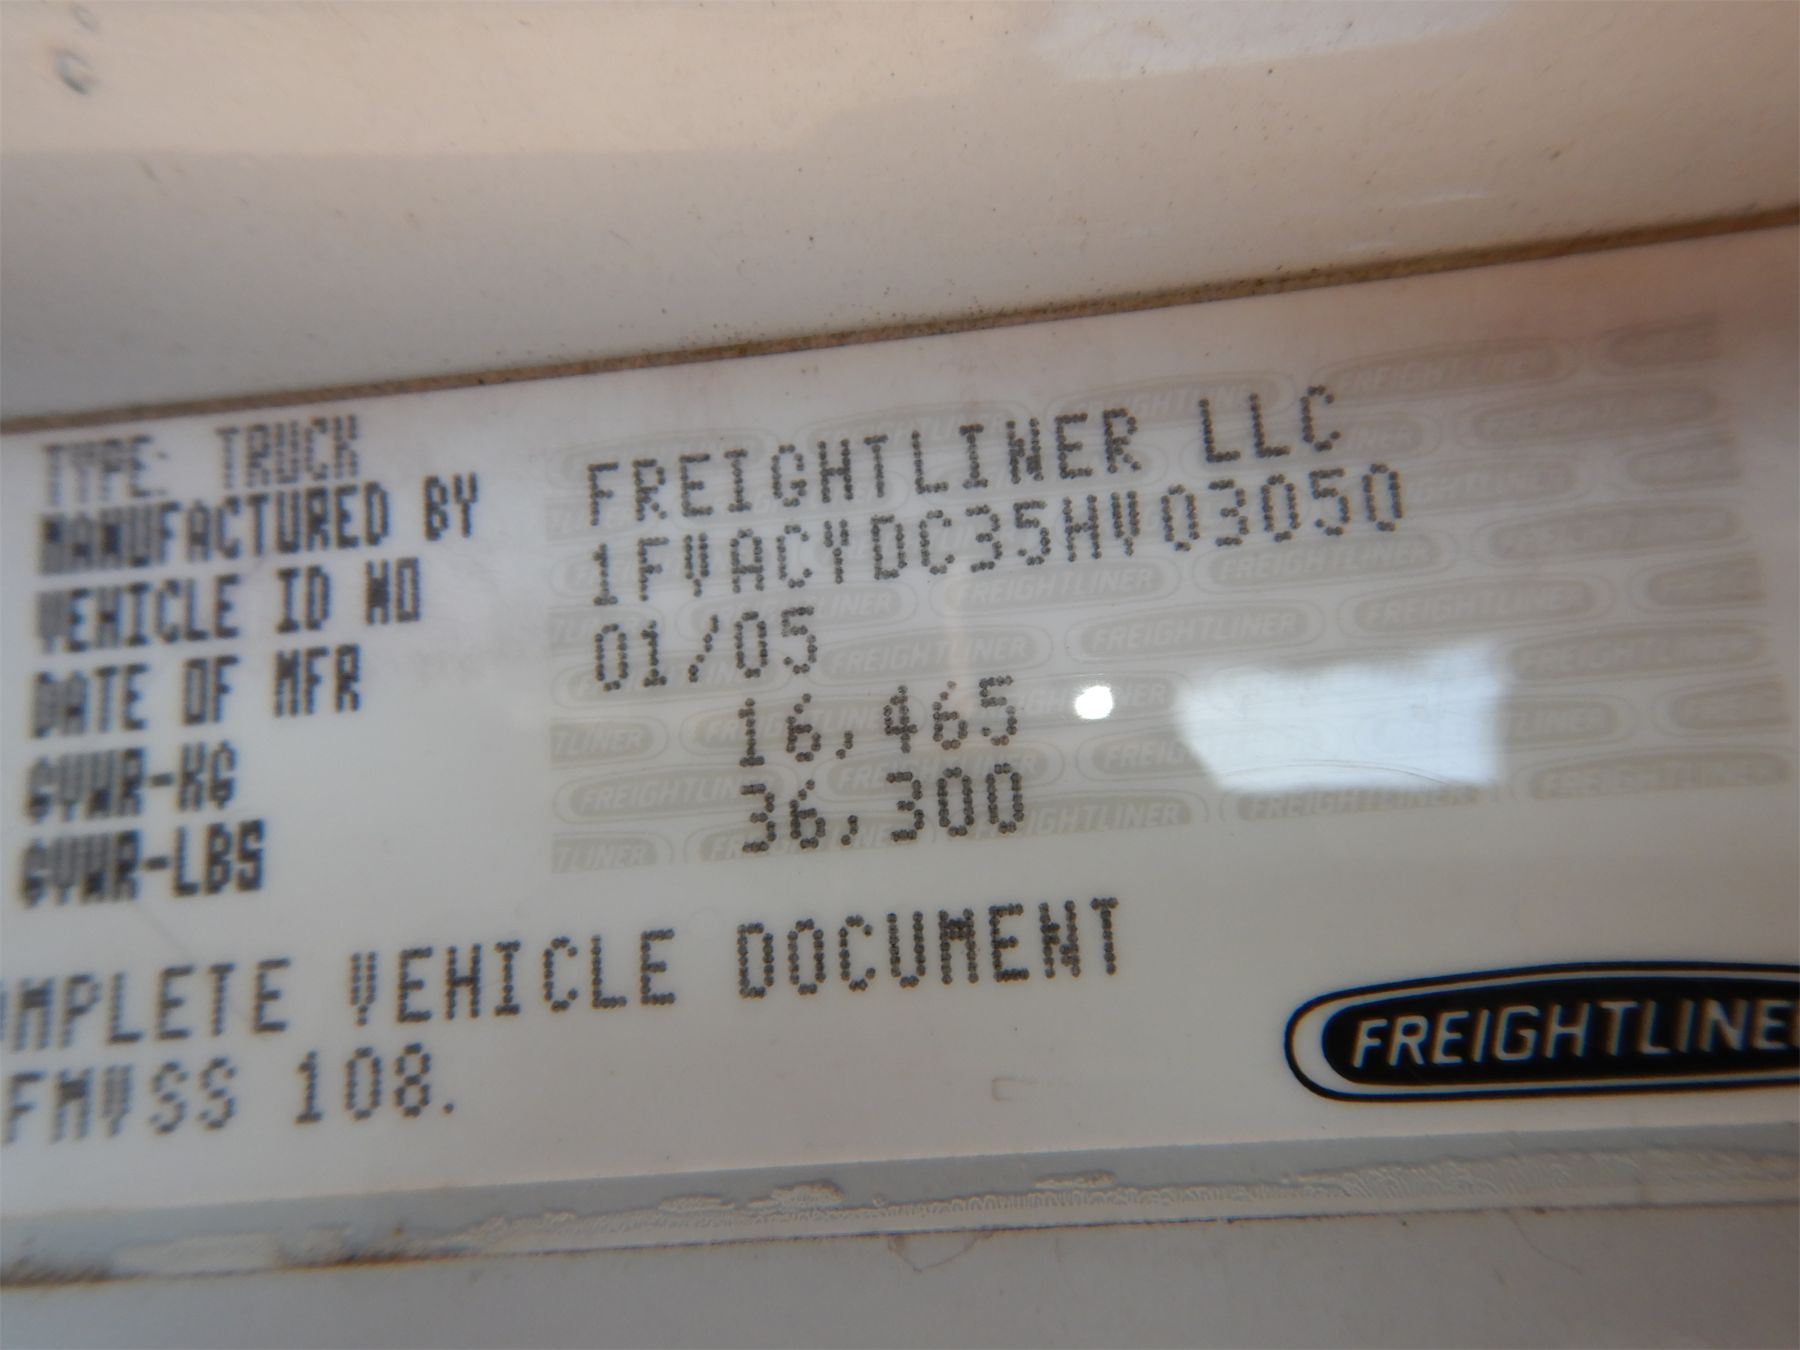 TYPE: TRUCK
MANUFACTURED BY FREIGHTLINER LLC
VEHICLE ID NO 1FVACYDC35HV03050
DATE OF MFR 01/05
GVWR-KG 16,465
GVWR-LBS 36,300
OMPLETE VEHICLE DOCUMENT
FMVSS 108.
FREIGHTLINE